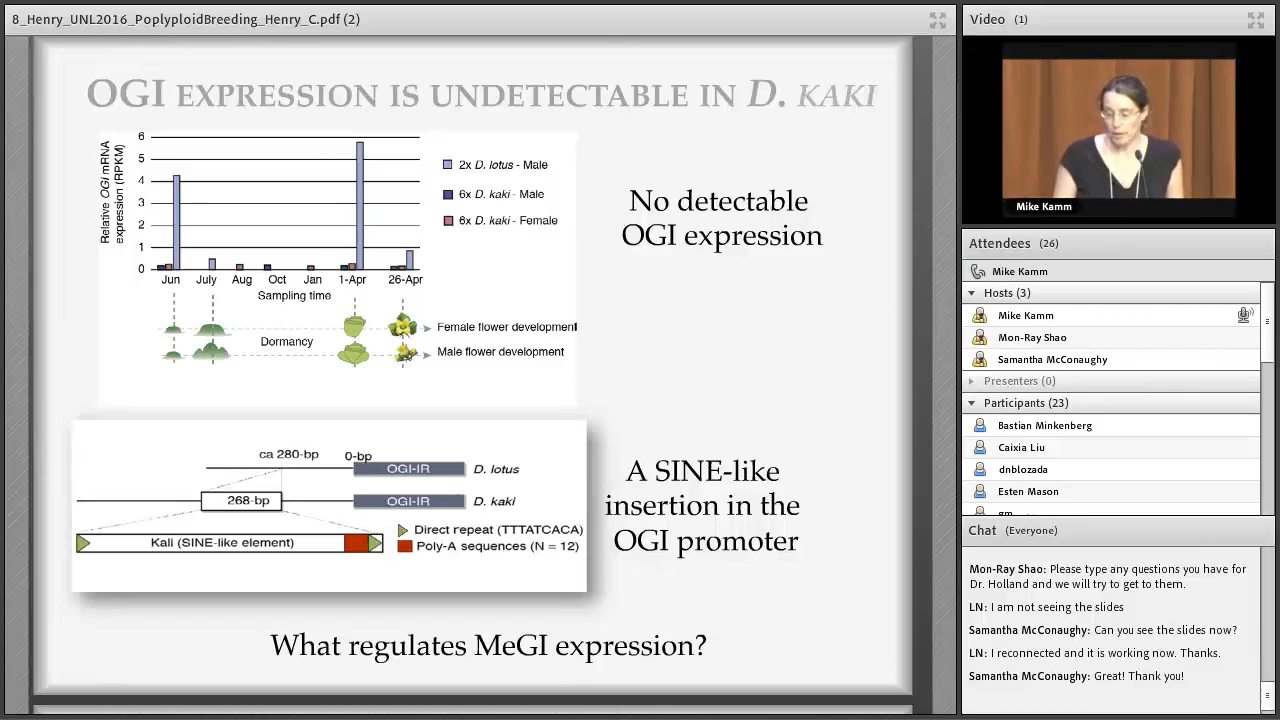 8_Henry_UNL2016_PoplyploidBreeding_Henry_C.pdf (2)
OGI EXPRESSION IS UNDETECTABLE IN D. KAKI
Relative OGI mRNA
expression (RPKM)
6
5
4
3
2
1
0
Jun July Aug Oct Jan 1-Apr 26-Apr
Sampling time
2x D. lotus - Male
6x D. kaki - Male
6x D. kaki - Female
Dormancy
Female flower development
Male flower development
No detectable
OGI expression
ca 280-bp 0-bp
OGI-IR D. lotus
268-bp OGI-IR D. kaki
Kali (SINE-like element)
Direct repeat (TTTATCACA)
Poly-A sequences (N = 12)
A SINE-like
insertion in the
OGI promoter
What regulates MeGI expression?
Video (1)
Mike Kamm
Attendees (26)
Mike Kamm
Hosts (3)
Mike Kamm
Mon-Ray Shao
Samantha McConaughy
Presenters (0)
Participants (23)
Bastian Minkenberg
Caixia Liu
dnblozada
Esten Mason
gm
Chat (Everyone)
Mon-Ray Shao: Please type any questions you have for
Dr. Holland and we will try to get to them.
LN: I am not seeing the slides
Samantha McConaughy: Can you see the slides now?
LN: I reconnected and it is working now. Thanks.
Samantha McConaughy: Great! Thank you!